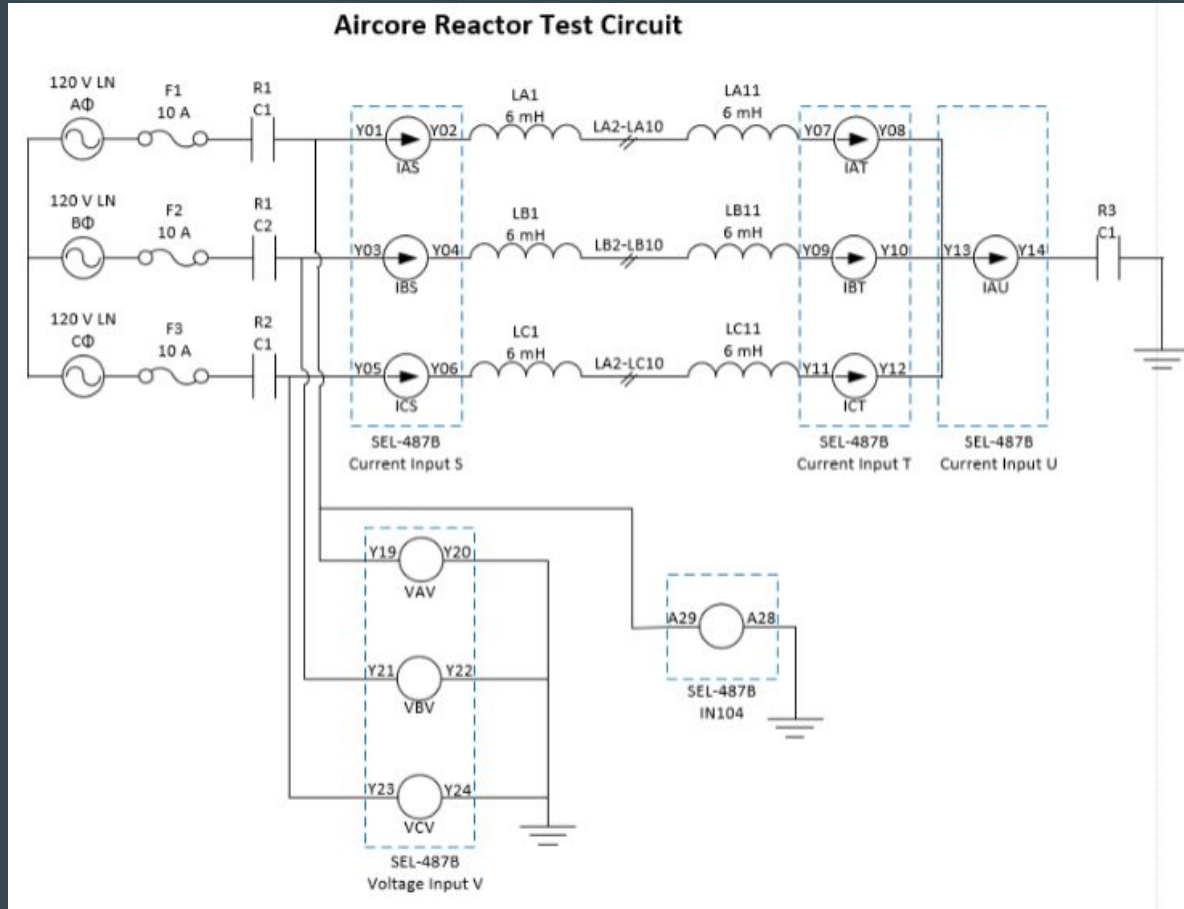 Aircore Reactor Test Circuit
120 V LN
AΦ
F1
10 A
R1
C1
Y01
Y02
IAS
LA1
6 mH
LA2-LA10
LA11
6 mH
Y07
Y08
IAT
120 V LN
BΦ
F2
10 A
R1
C2
Y03
Y04
IBS
LB1
6 mH
LB2-LB10
LB11
6 mH
Y09
Y10
IBT
Y13
Y14
IAU
R3
C1
120 V LN
CΦ
F3
10 A
R2
C1
Y05
Y06
ICS
LC1
6 mH
LA2-LC10
LC11
6 mH
Y11
Y12
ICT
SEL-487B
Current Input S
SEL-487B
Current Input T
SEL-487B
Current Input U
Y19
Y20
VAV
Y21
Y22
VBV
Y23
Y24
VCV
SEL-487B
Voltage Input V
A29
A28
SEL-487B
IN104